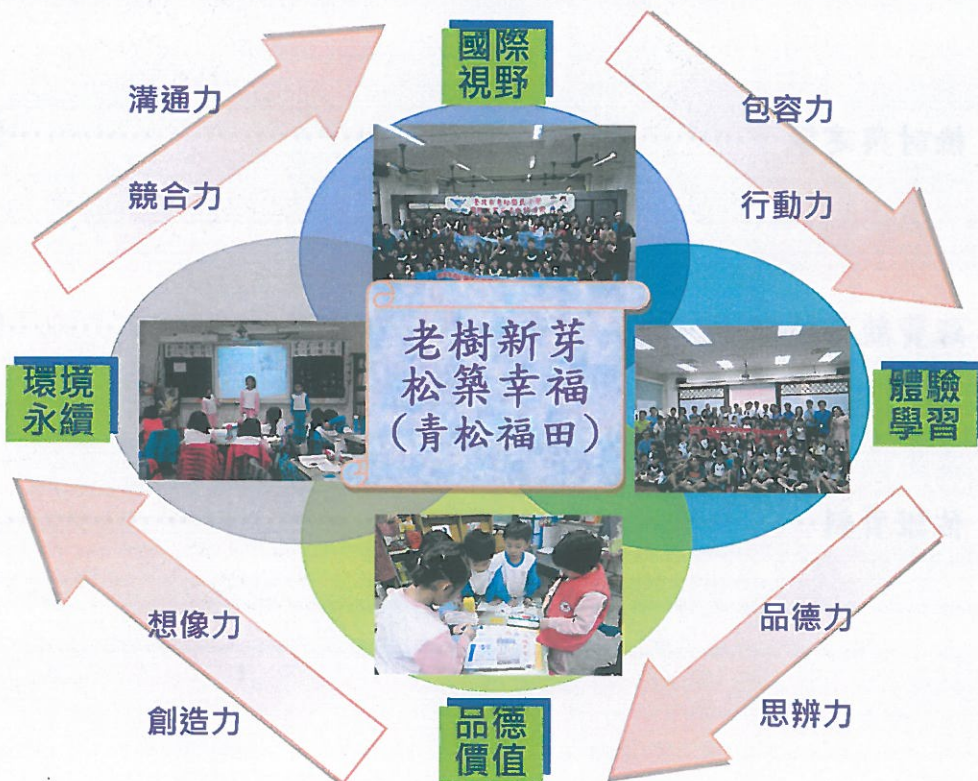 國際
視野
溝通力
競合力
包容力
行動力
老樹新芽
松築幸福
（青松福田）
環境
永續
體驗
學習
想像力
創造力
品德力
思辨力
品德
價值